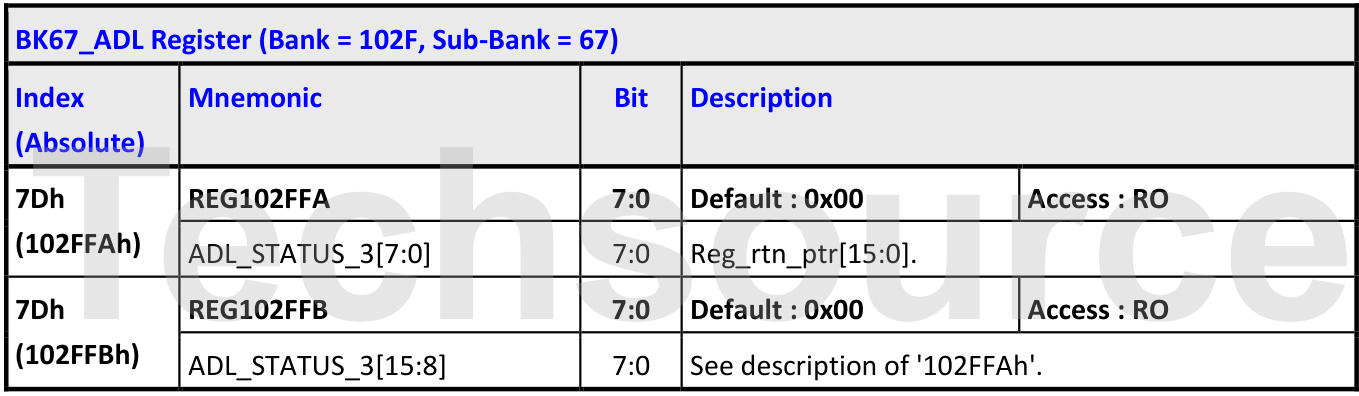 BK67_ADL Register (Bank = 102F, Sub-Bank = 67)
Index (Absolute) Mnemonic Bit Description
7Dh (102FFAh) REG102FFA 7:0 Default : 0x00 Access : RO
ADL_STATUS_3[7:0] 7:0 Reg_rtn_ptr[15:0].
7Dh (102FFBh) REG102FFB 7:0 Default : 0x00 Access : RO
ADL_STATUS_3[15:8] 7:0 See description of '102FFAh'.
Techsource